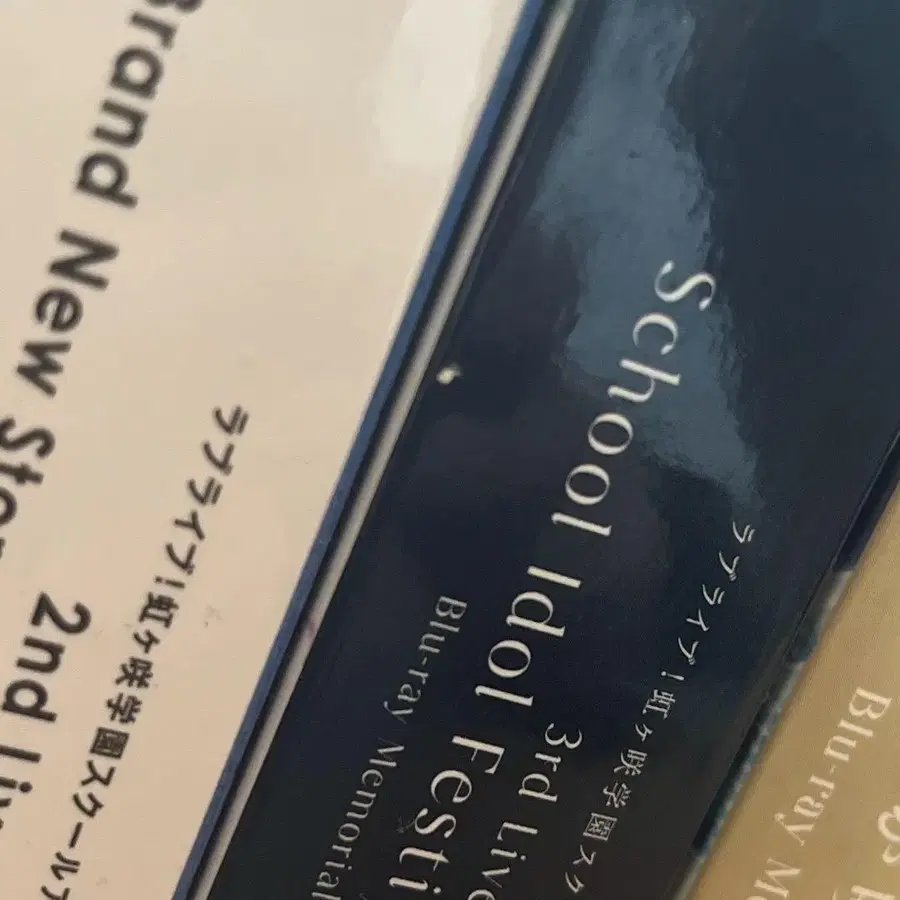 Brand New Sto
2nd Liv
ラブライブ!虹ヶ咲学園スクールア
School Idol Festi
3rd Live
Blu-ray Memorial
ラブライブ!虹ヶ咲学園スク
Blu-ray Me